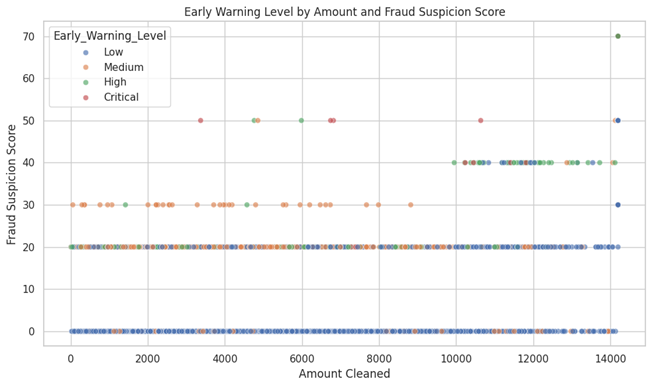 Early Warning Level by Amount and Fraud Suspicion Score
Early_Warning_Level
Low
Medium
High
Critical
Fraud Suspicion Score
70
60
50
40
30
20
10
0
0 2000 4000 6000 8000 10000 12000 14000
Amount Cleaned